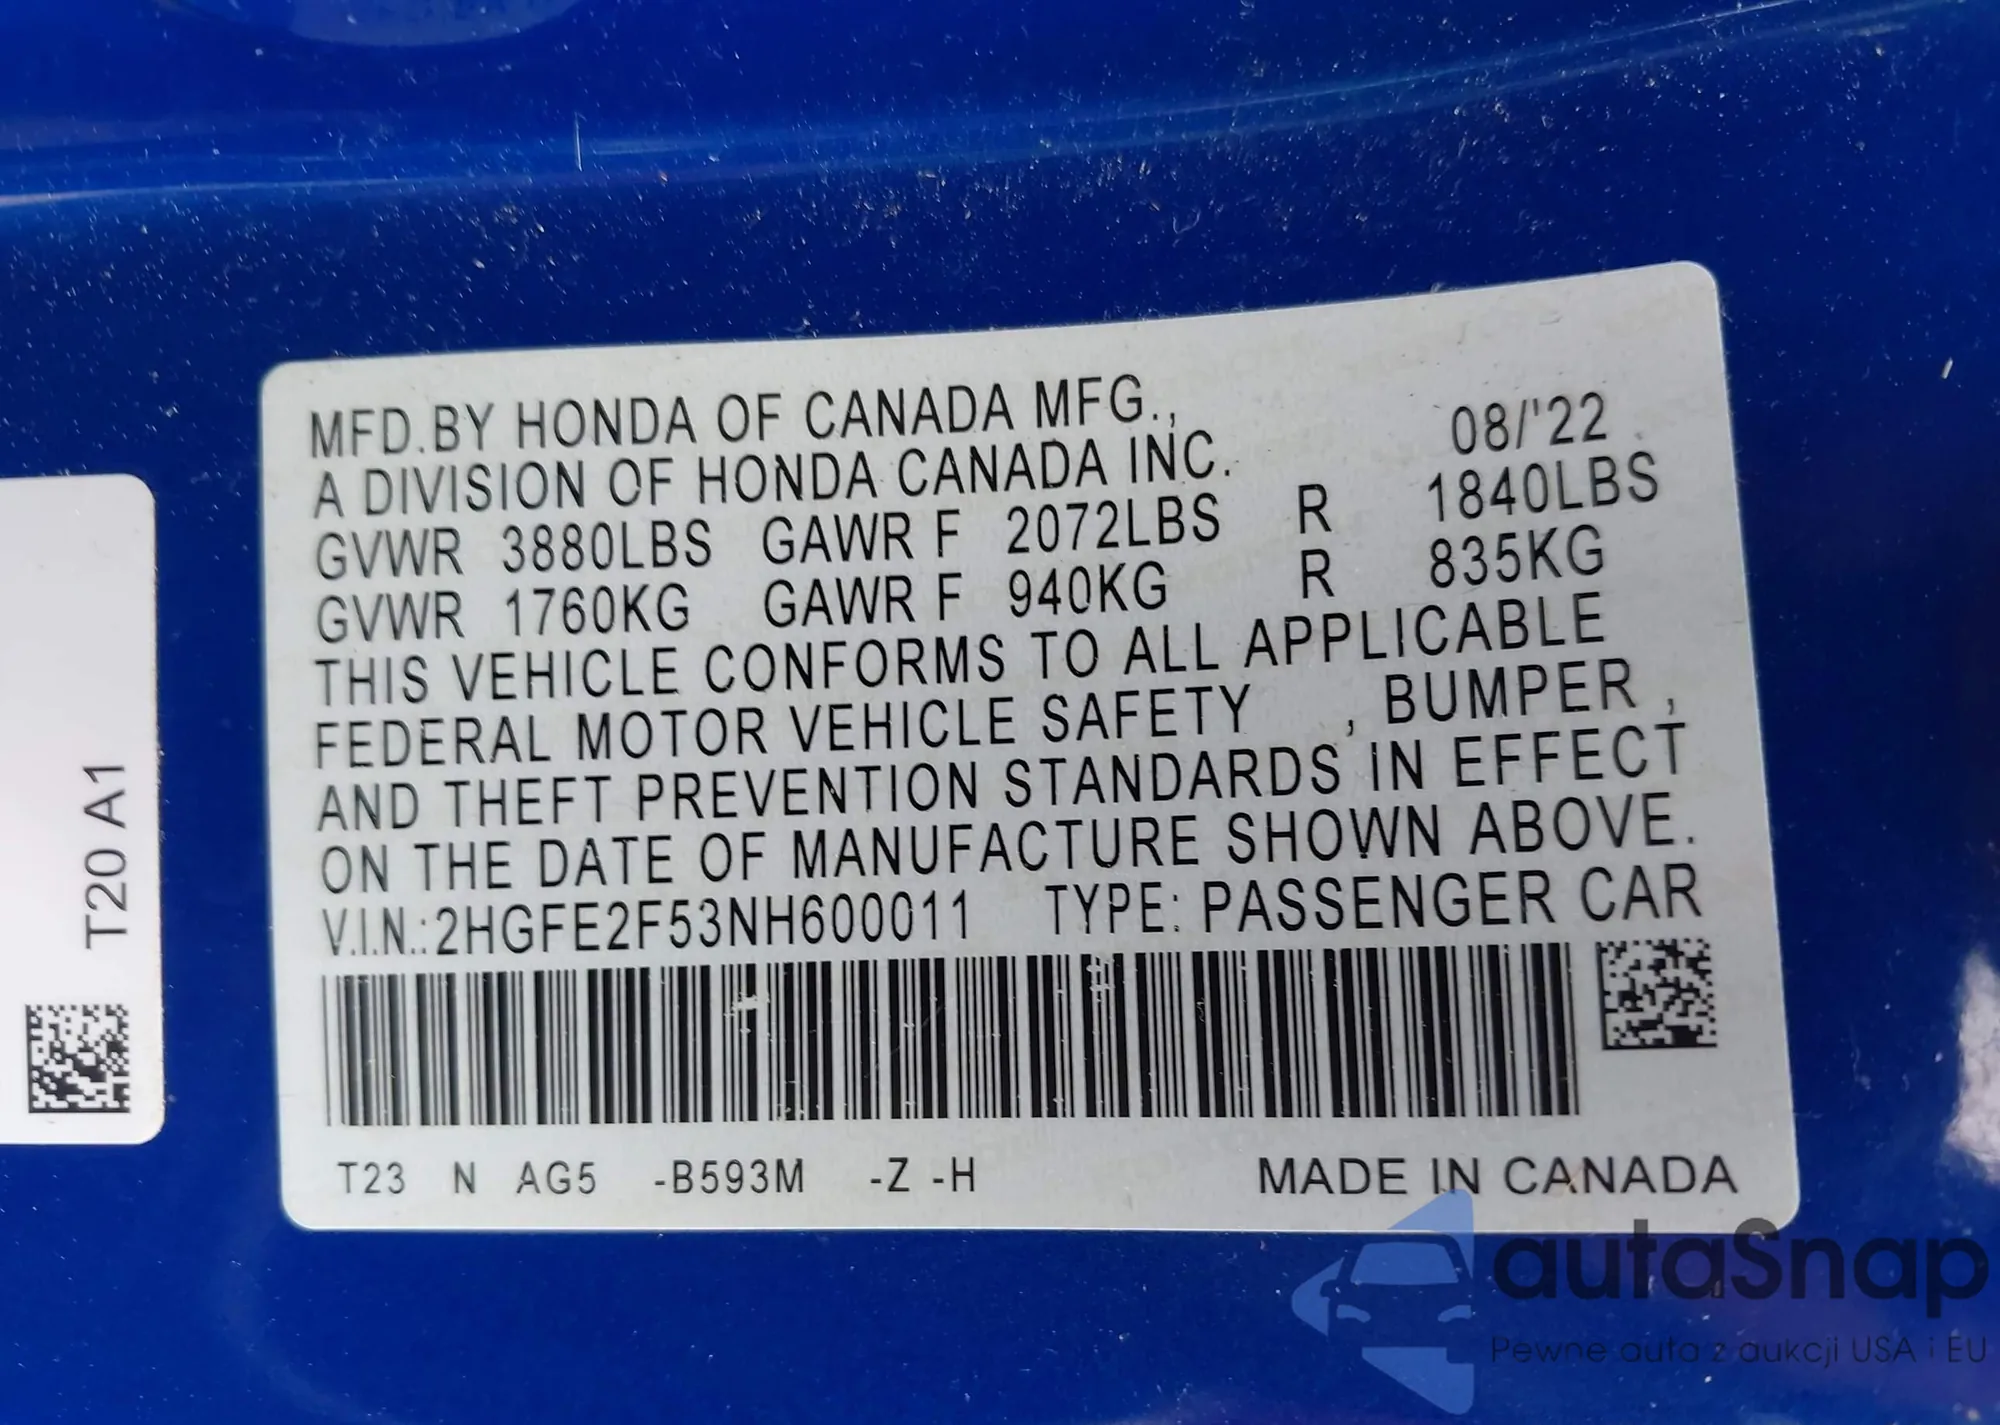 MFD.BY HONDA OF CANADA MFG.,
A DIVISION OF HONDA CANADA INC. 08/'22
GVWR 3880LBS GAWR F 2072LBS R 1840LBS
GVWR 1760KG GAWR F 940KG R 835KG
THIS VEHICLE CONFORMS TO ALL APPLICABLE
FEDERAL MOTOR VEHICLE SAFETY , BUMPER ,
AND THEFT PREVENTION STANDARDS IN EFFECT
ON THE DATE OF MANUFACTURE SHOWN ABOVE.
V.I.N.:2HGFE2F53NH600011 TYPE: PASSENGER CAR
T23 N AG5 -B593M -Z -H MADE IN CANADA
T20 A1
autaSnap
Pewne auta z aukcji USA i EU